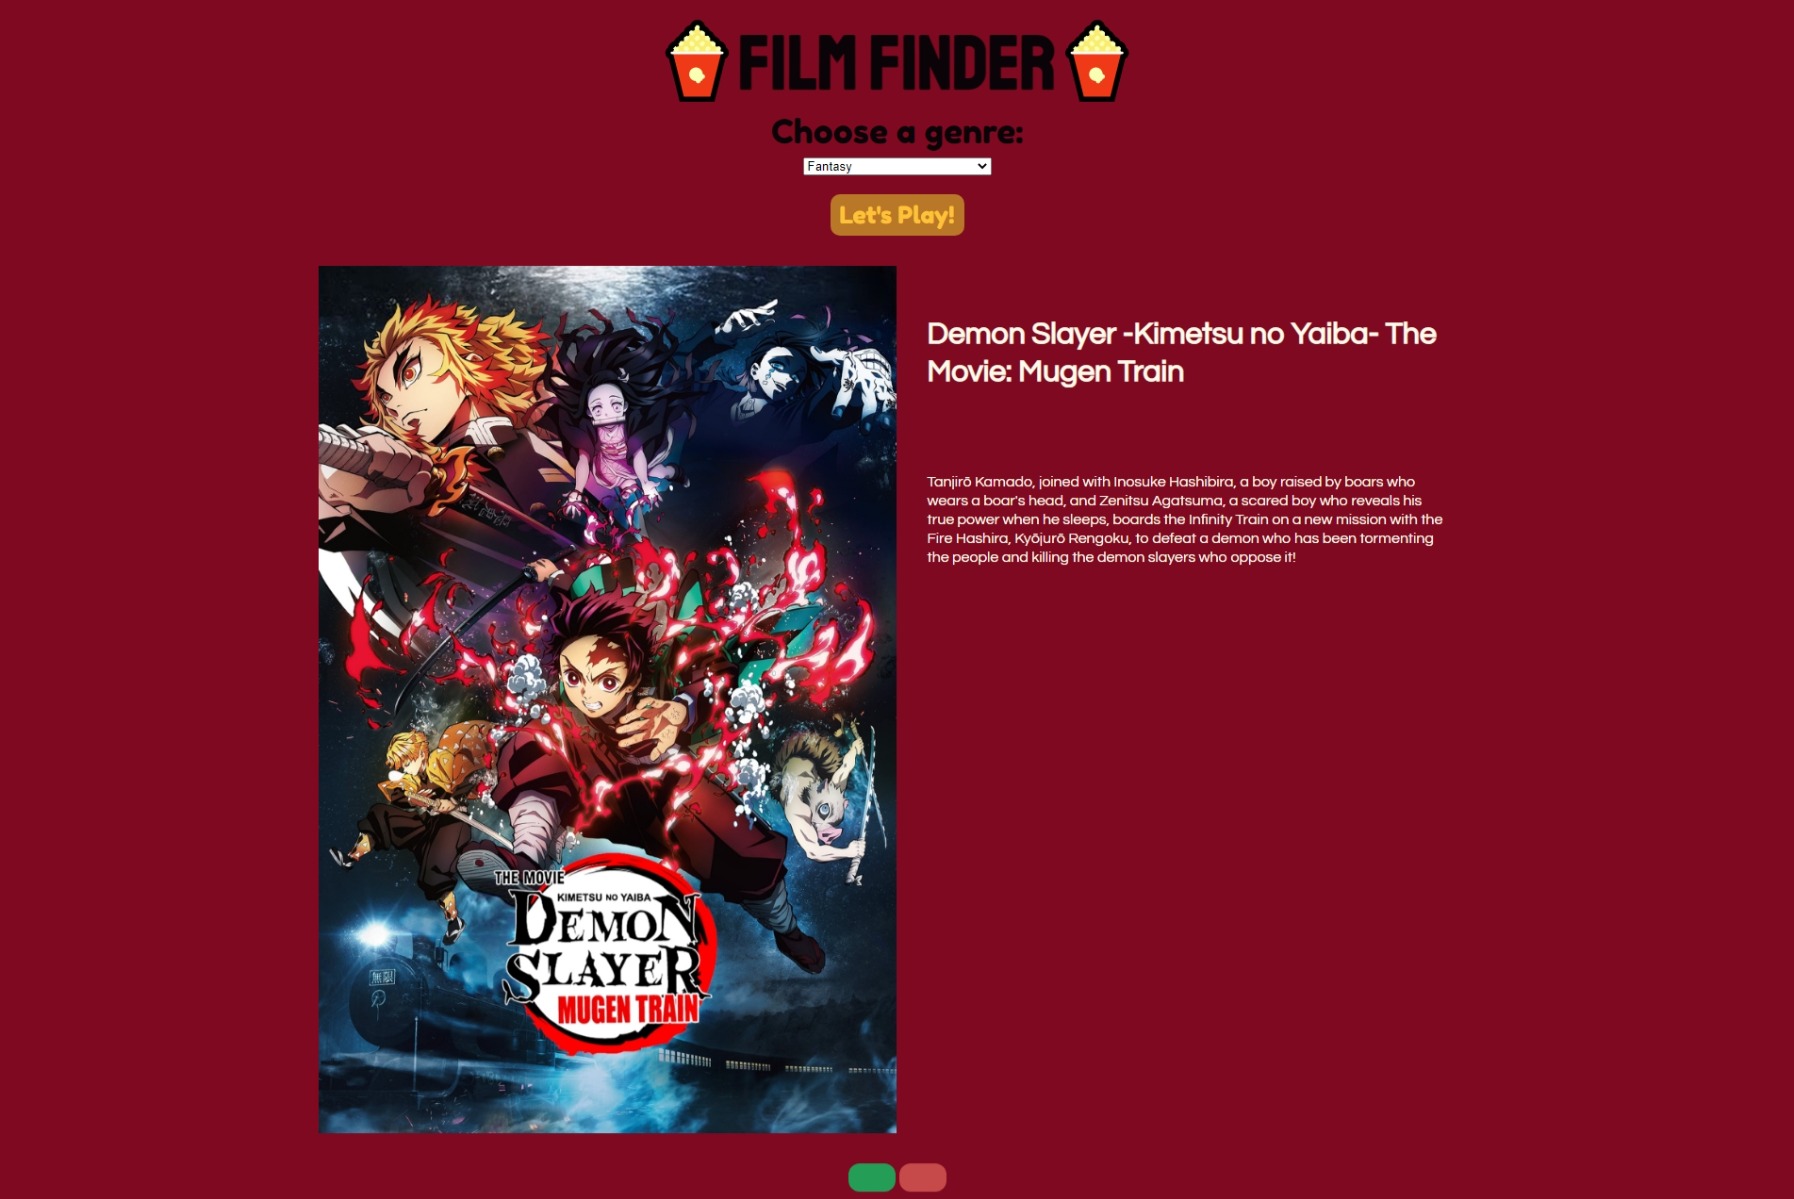 FILM FINDER
Choose a genre:
Fantasy
Let's Play!
Demon Slayer -Kimetsu no Yaiba- The
Movie: Mugen Train
Tanjirō Kamado, joined with Inosuke Hashibira, a boy raised by boars who
wears a boar's head, and Zenitsu Agatsuma, a scared boy who reveals his
true power when he sleeps, boards the Infinity Train on a new mission with the
Fire Hashira, Kyōjurō Rengoku, to defeat a demon who has been tormenting
the people and killing the demon slayers who oppose it!
THE MOVIE
KIMETSU NO YAIBA
DEMON
SLAYER
MUGEN TRAIN